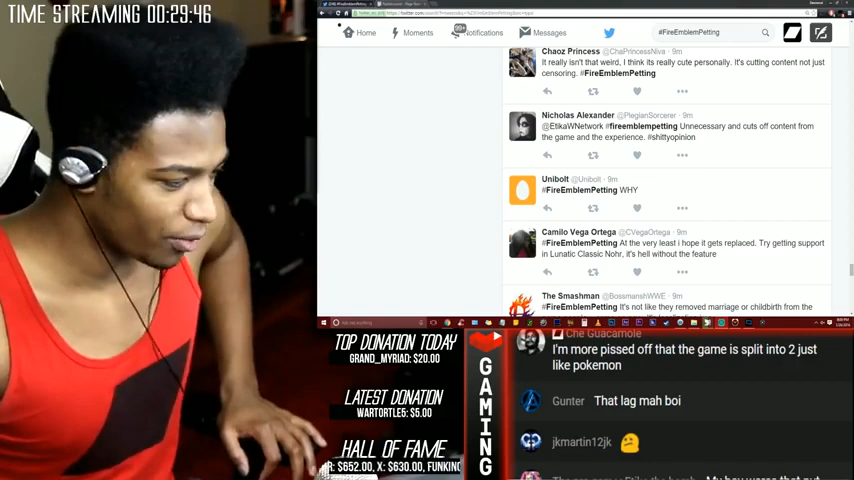 TIME STREAMING 00:29:46
Home
Moments
99+
Notifications
Messages
#FireEmblemPetting
Chaoz Princess @ChaPrincessNiva · 9m
It really isn't that weird, I think its really cute personally. It's cutting content not just
censoring. #FireEmblemPetting
Nicholas Alexander @PlegianSorcerer · 9m
@EtikaWNetwork #fireemblempetting Unnecessary and cuts off content from
the game and the experience. #shittyopinion
Unibolt @Unibolt · 9m
#FireEmblemPetting WHY
Camilo Vega Ortega @CVegaOrtega · 9m
#FireEmblemPetting At the very least i hope it gets replaced. Try getting support
in Lunatic Classic Nohr, it's hell without the feature
The Smashman @BossmanshWWE · 9m
#FireEmblemPetting It's not like they removed marriage or childbirth from the
TOP DONATION TODAY
GRAND_MYRIAD: $20.00
LATEST DONATION
WARTORTLE6: $5.00
HALL OF FAME
R: $652.00, X: $630.00, FUNKIN
GAMING
Che Guacamole
I'm more pissed off that the game is split into 2 just
like pokemon
Gunter That lag mah boi
jkmartin12jk